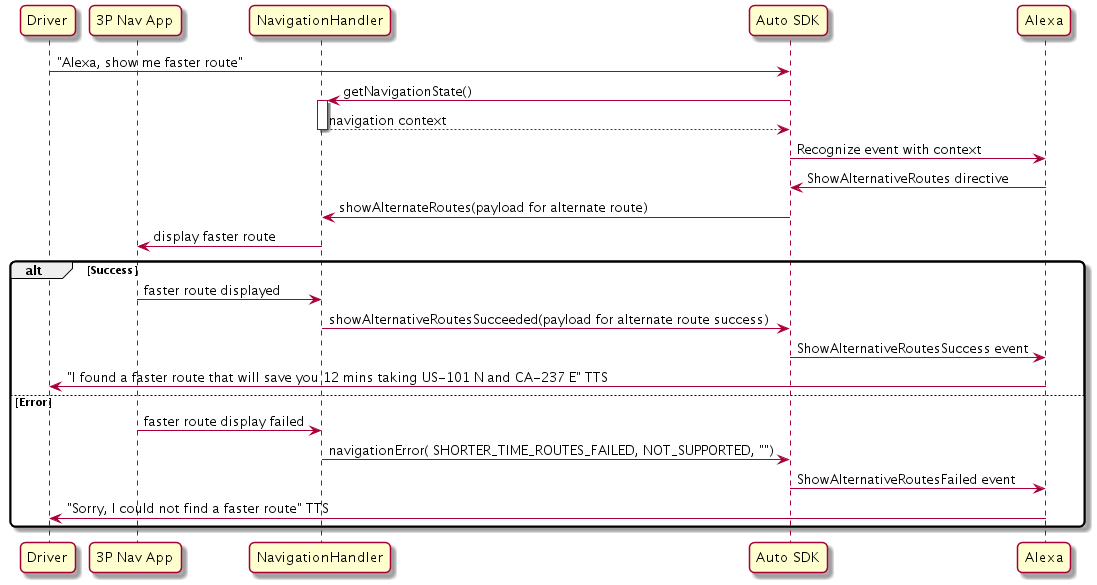 Driver 3P Nav App NavigationHandler Auto SDK Alexa
"Alexa, show me faster route"
getNavigationState()
navigation context
Recognize event with context
ShowAlternativeRoutes directive
showAlternateRoutes(payload for alternate route)
display faster route
alt [Success]
faster route displayed
showAlternativeRoutesSucceeded(payload for alternate route success)
ShowAlternativeRoutesSuccess event
"I found a faster route that will save you 12 mins taking US-101 N and CA-237 E" TTS
[Error]
faster route display failed
navigationError( SHORTER_TIME_ROUTES_FAILED, NOT_SUPPORTED, "")
ShowAlternativeRoutesFailed event
"Sorry, I could not find a faster route" TTS
Driver 3P Nav App NavigationHandler Auto SDK Alexa